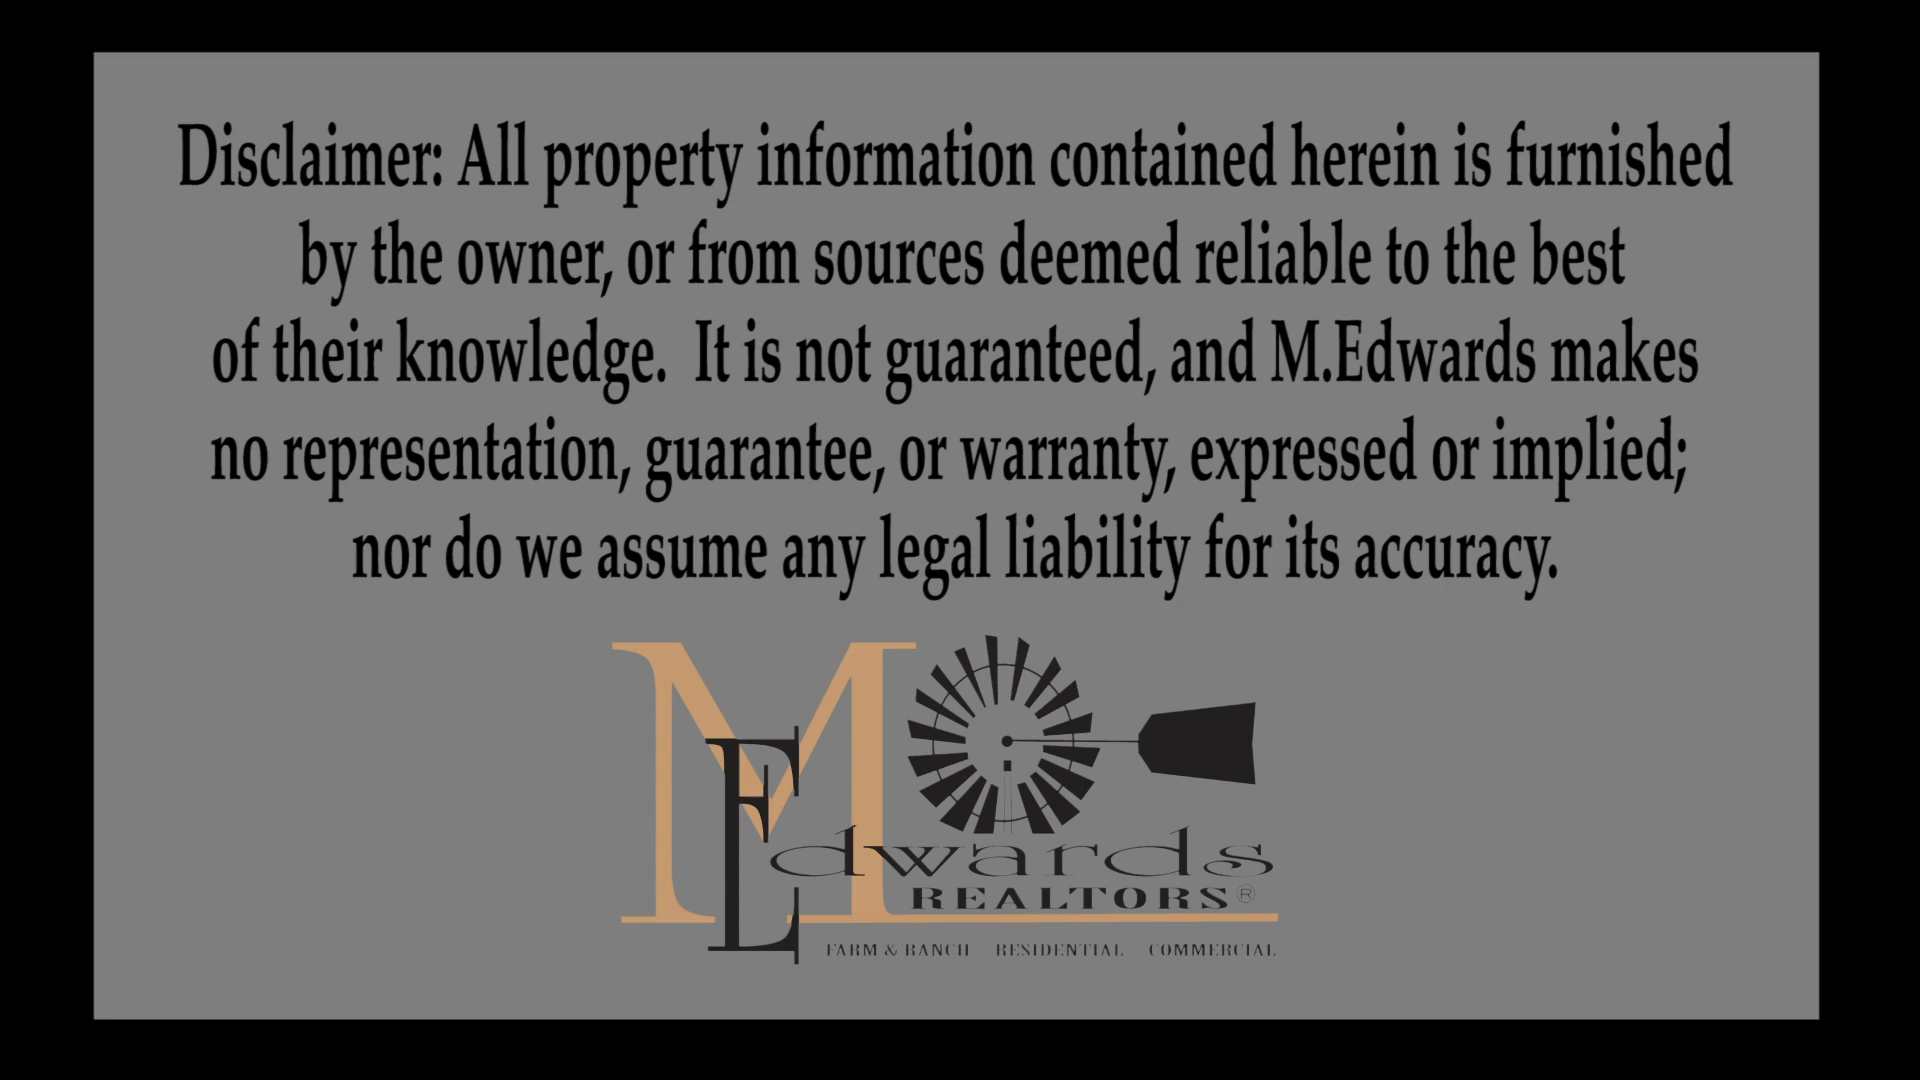 Disclaimer: All property information contained herein is furnished
by the owner, or from sources deemed reliable to the best
of their knowledge.  It is not guaranteed, and M.Edwards makes
no representation, guarantee, or warranty, expressed or implied;
nor do we assume any legal liability for its accuracy.
M Edwards
REALTORS®
FARM & RANCH RESIDENTIAL COMMERCIAL